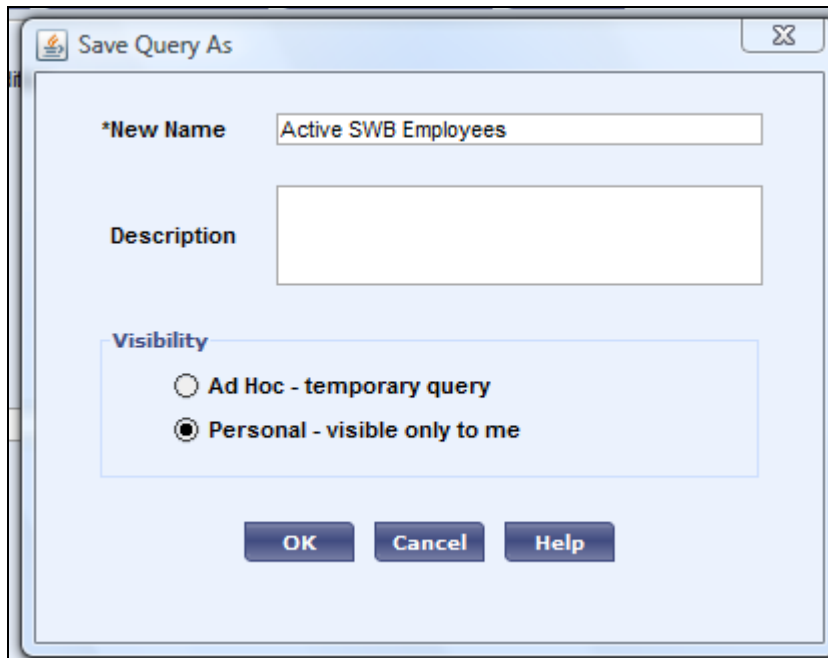 Save Query As
*New Name
Active SWB Employees
Description
Visibility
Ad Hoc - temporary query
Personal - visible only to me
OK Cancel Help